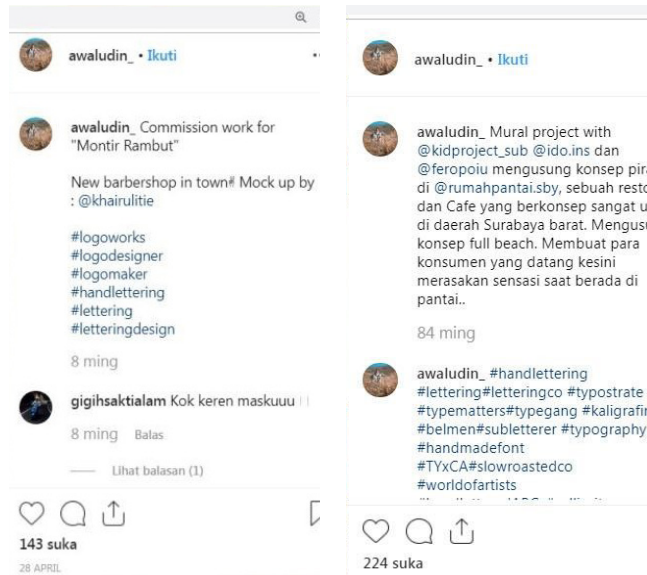 awaludin_ • Ikuti
awaludin_ Commission work for
"Montir Rambut"
New barbershop in town# Mock up by
: @khairulitie
#logoworks
#logodesigner
#logomaker
#handlettering
#lettering
#letteringdesign
8 ming
gigihsaktialam Kok keren maskuuu
8 ming Balas
Lihat balasan (1)
143 suka
28 APRIL
awaludin_ • Ikuti
awaludin_ Mural project with
@kidproject_sub @ido.ins dan
@feropoiu mengusung konsep pira
di @rumahpantai.sby, sebuah resto
dan Cafe yang berkonsep sangat u
di daerah Surabaya barat. Mengusu
konsep full beach. Membuat para
konsumen yang datang kesini
merasakan sensasi saat berada di
pantai..
84 ming
awaludin_ #handlettering
#lettering#letteringco #typostrate
#typematters#typegang #kaligrafin
#belmen#subletterer #typography
#handmadefont
#TYxCA#slowroastedco
#worldofartists
224 suka